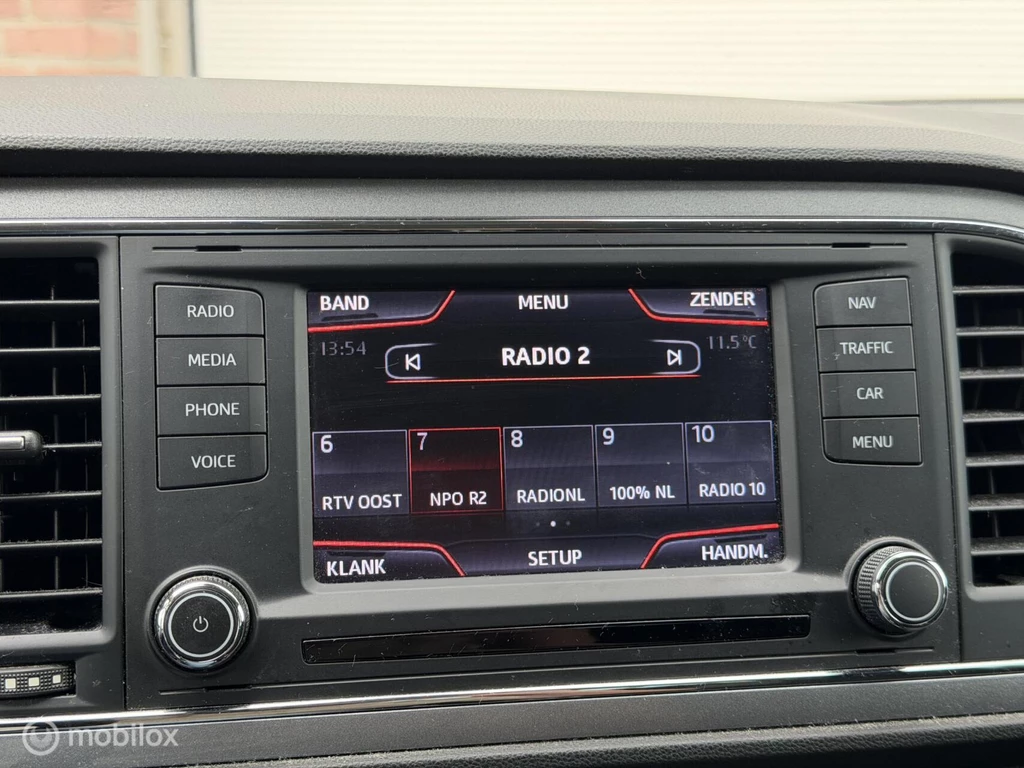 RADIO
MEDIA
PHONE
VOICE
BAND MENU ZENDER
13:54 RADIO 2 11.5°C
6 7 8 9 10
RTV OOST NPO R2 RADIONL 100% NL RADIO 10
KLANK SETUP HANDM.
NAV
TRAFFIC
CAR
MENU
mobilox